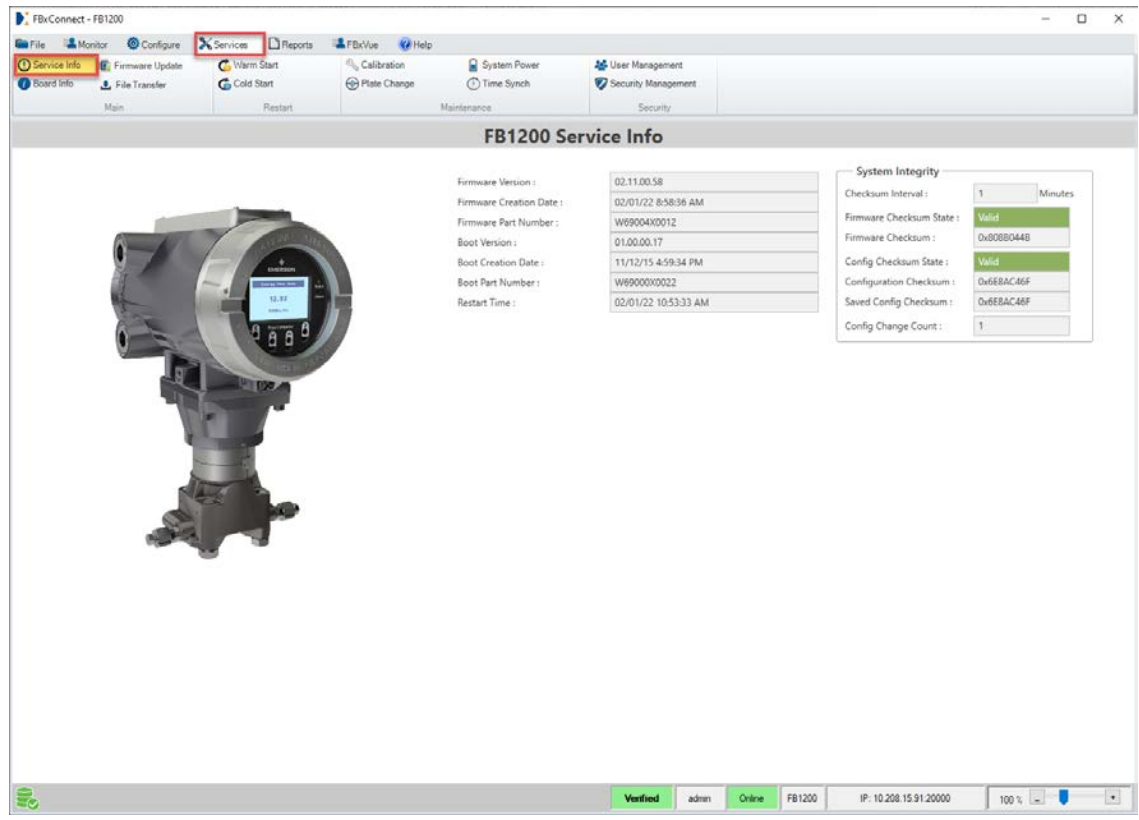 FBxConnect - FB1200
File Monitor Configure Services Reports FBxVue Help
Service Info Firmware Update Warm Start Calibration System Power User Management
Board Info File Transfer Cold Start Plate Change Time Synch Security Management
Main Restart Maintenance Security
FB1200 Service Info
Firmware Version : 02.11.00.58
Firmware Creation Date : 02/01/22 8:58:36 AM
Firmware Part Number : W69004X0012
Boot Version : 01.00.00.17
Boot Creation Date : 11/12/15 4:59:34 PM
Boot Part Number : W69000X0022
Restart Time : 02/01/22 10:53:33 AM
System Integrity
Checksum Interval : 1 Minutes
Firmware Checksum State : Valid
Firmware Checksum : 0x808B044B
Config Checksum State : Valid
Configuration Checksum : 0x6E8AC46F
Saved Config Checksum : 0x6E8AC46F
Config Change Count : 1
EMERSON
Verified admin Online FB1200 IP: 10.208.15.91:20000 100 %